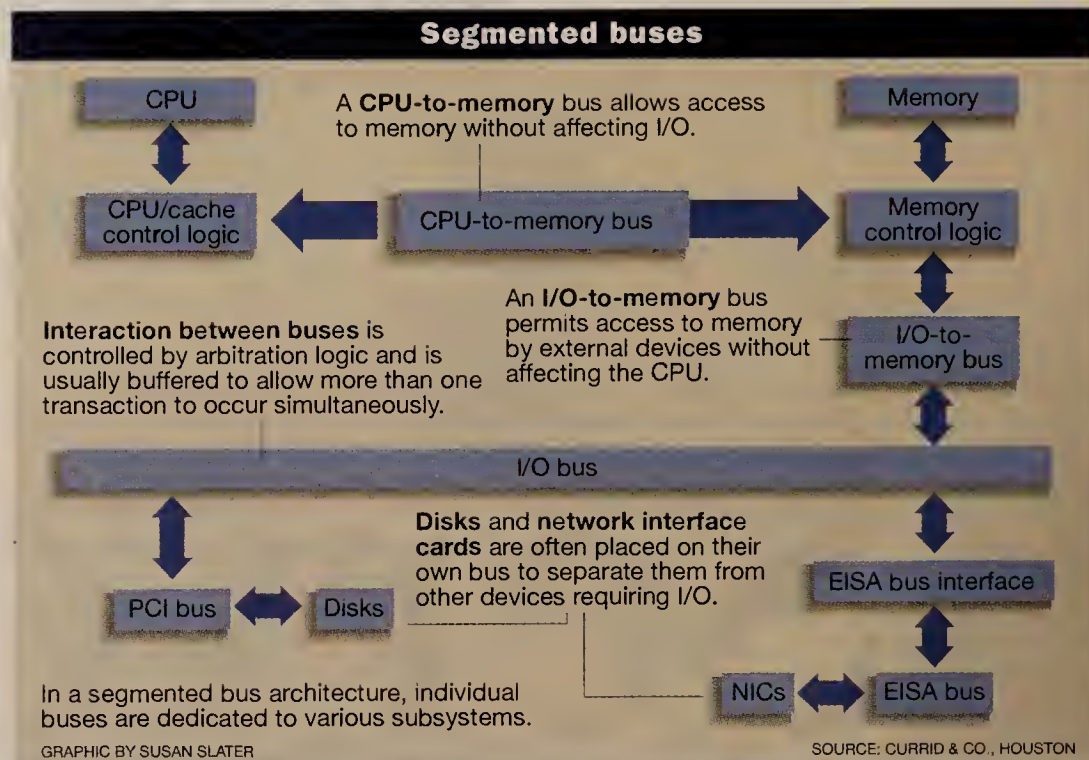 Segmented buses
CPU
A CPU-to-memory bus allows access
to memory without affecting I/O.
Memory
CPU/cache
control logic
CPU-to-memory bus
Memory
control logic
Interaction between buses is
controlled by arbitration logic and is
usually buffered to allow more than one
transaction to occur simultaneously.
An I/O-to-memory bus
permits access to memory
by external devices without
affecting the CPU.
I/O-to-
memory bus
I/O bus
Disks and network interface
cards are often placed on their
own bus to separate them from
other devices requiring I/O.
PCI bus
Disks
EISA bus interface
NICs
EISA bus
In a segmented bus architecture, individual
buses are dedicated to various subsystems.
GRAPHIC BY SUSAN SLATER
SOURCE: CURRID & CO., HOUSTON